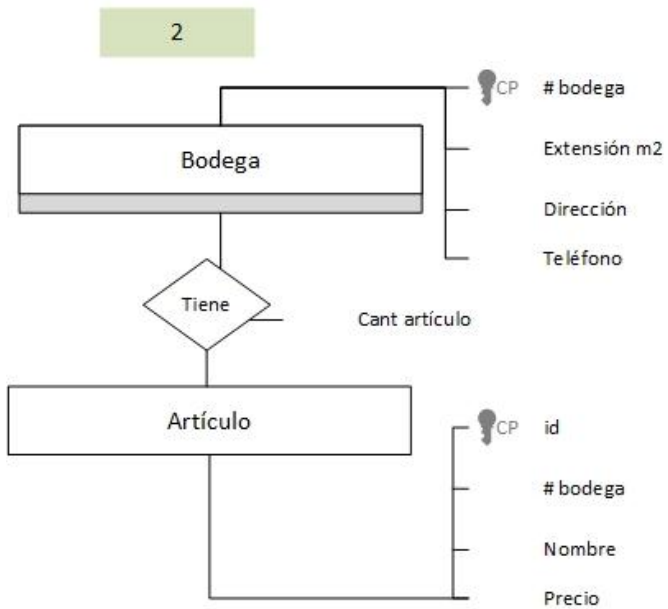 2
CP # bodega
Bodega
Extensión m2
Dirección
Teléfono
Tiene
Cant artículo
Artículo
CP id
# bodega
Nombre
Precio